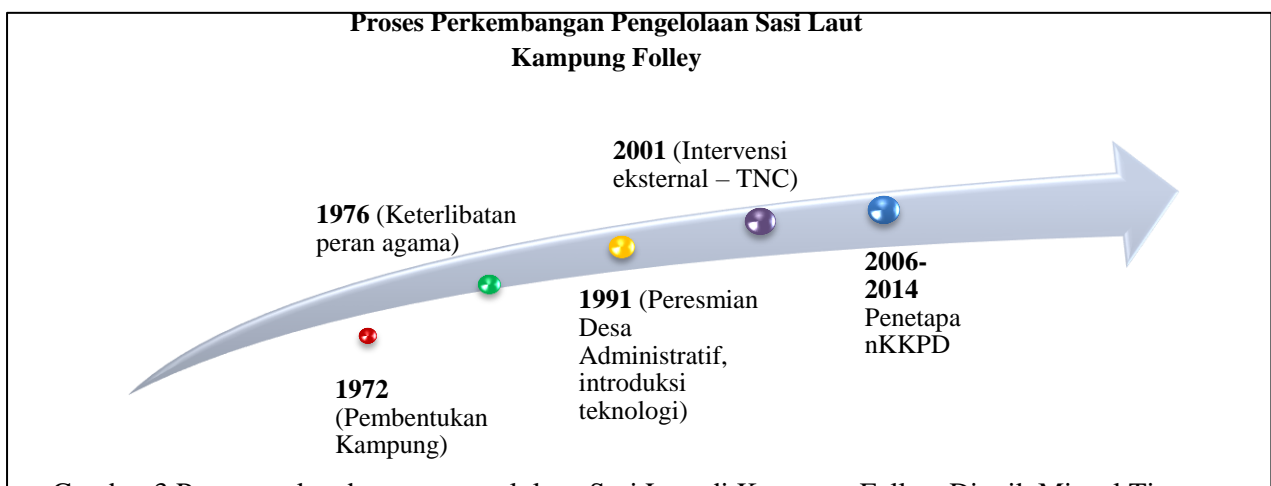 Proses Perkembangan Pengelolaan Sasi Laut
Kampung Folley
2001 (Intervensi
eksternal – TNC)
1976 (Keterlibatan
peran agama)
1972
(Pembentukan
Kampung)
1991 (Peresmian
Desa
Administratif,
introduksi
teknologi)
2006-
2014
Penetapa
nKKPD